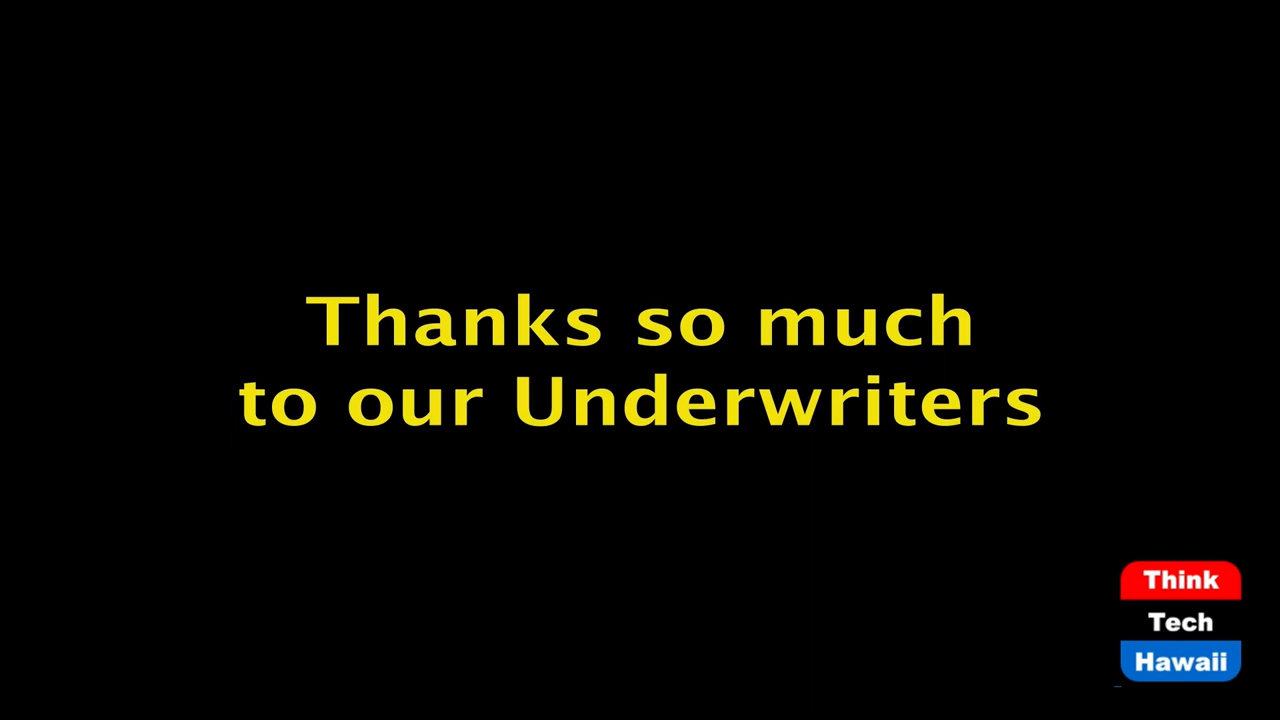 Thanks so much
to our Underwriters
Think
Tech
Hawaii